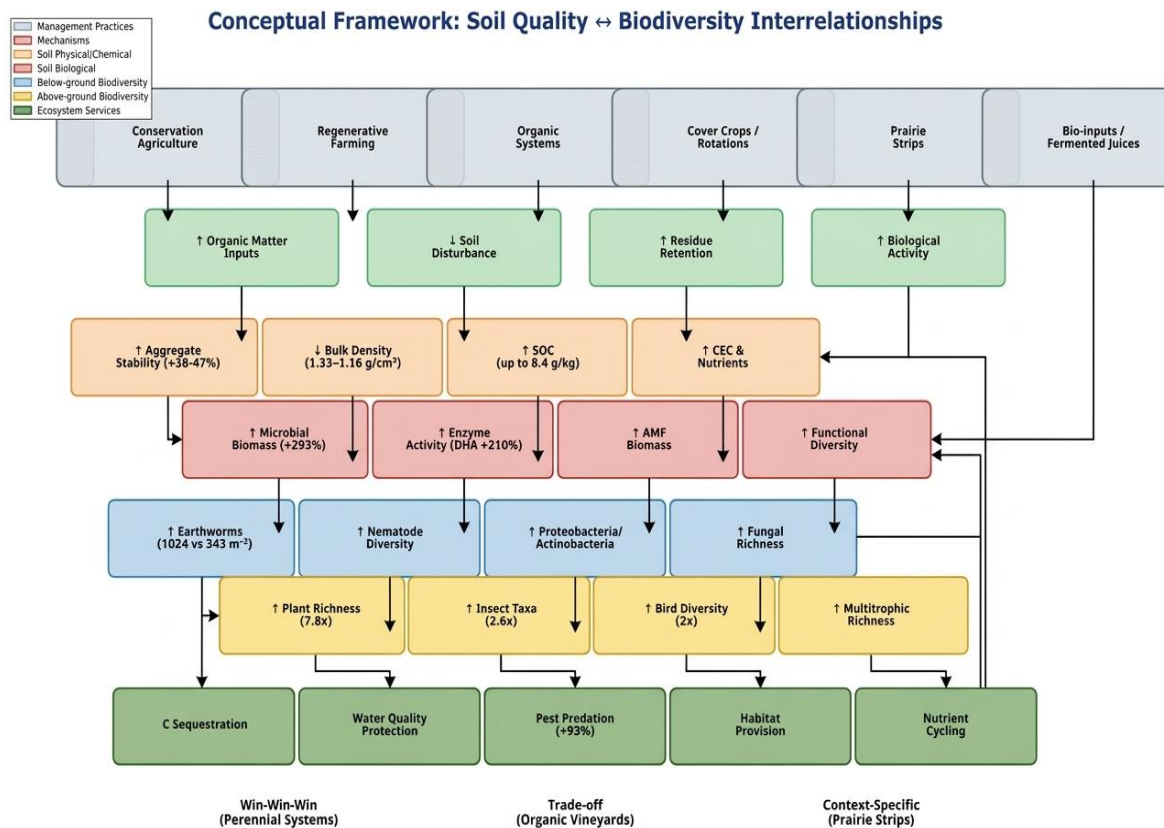 Conceptual Framework: Soil Quality ↔ Biodiversity Interrelationships
Management Practices
Mechanisms
Soil Physical/Chemical
Soil Biological
Below-ground Biodiversity
Above-ground Biodiversity
Ecosystem Services
Conservation
Agriculture
Regenerative
Farming
Organic
Systems
Cover Crops /
Rotations
Prairie
Strips
Bio-inputs /
Fermented Juices
↑ Organic Matter
Inputs
↓ Soil
Disturbance
↑ Residue
Retention
↑ Biological
Activity
↑ Aggregate
Stability (+38-47%)
↓ Bulk Density
(1.33–1.16 g/cm³)
↑ SOC
(up to 8.4 g/kg)
↑ CEC &
Nutrients
↑ Microbial
Biomass (+293%)
↑ Enzyme
Activity (DHA +210%)
↑ AMF
Biomass
↑ Functional
Diversity
↑ Earthworms
(1024 vs 343 m⁻²)
↑ Nematode
Diversity
↑ Proteobacteria/
Actinobacteria
↑ Fungal
Richness
↑ Plant Richness
(7.8x)
↑ Insect Taxa
(2.6x)
↑ Bird Diversity
(2x)
↑ Multitrophic
Richness
C Sequestration
Water Quality
Protection
Pest Predation
(+93%)
Habitat
Provision
Nutrient
Cycling
Win-Win-Win
(Perennial Systems)
Trade-off
(Organic Vineyards)
Context-Specific
(Prairie Strips)